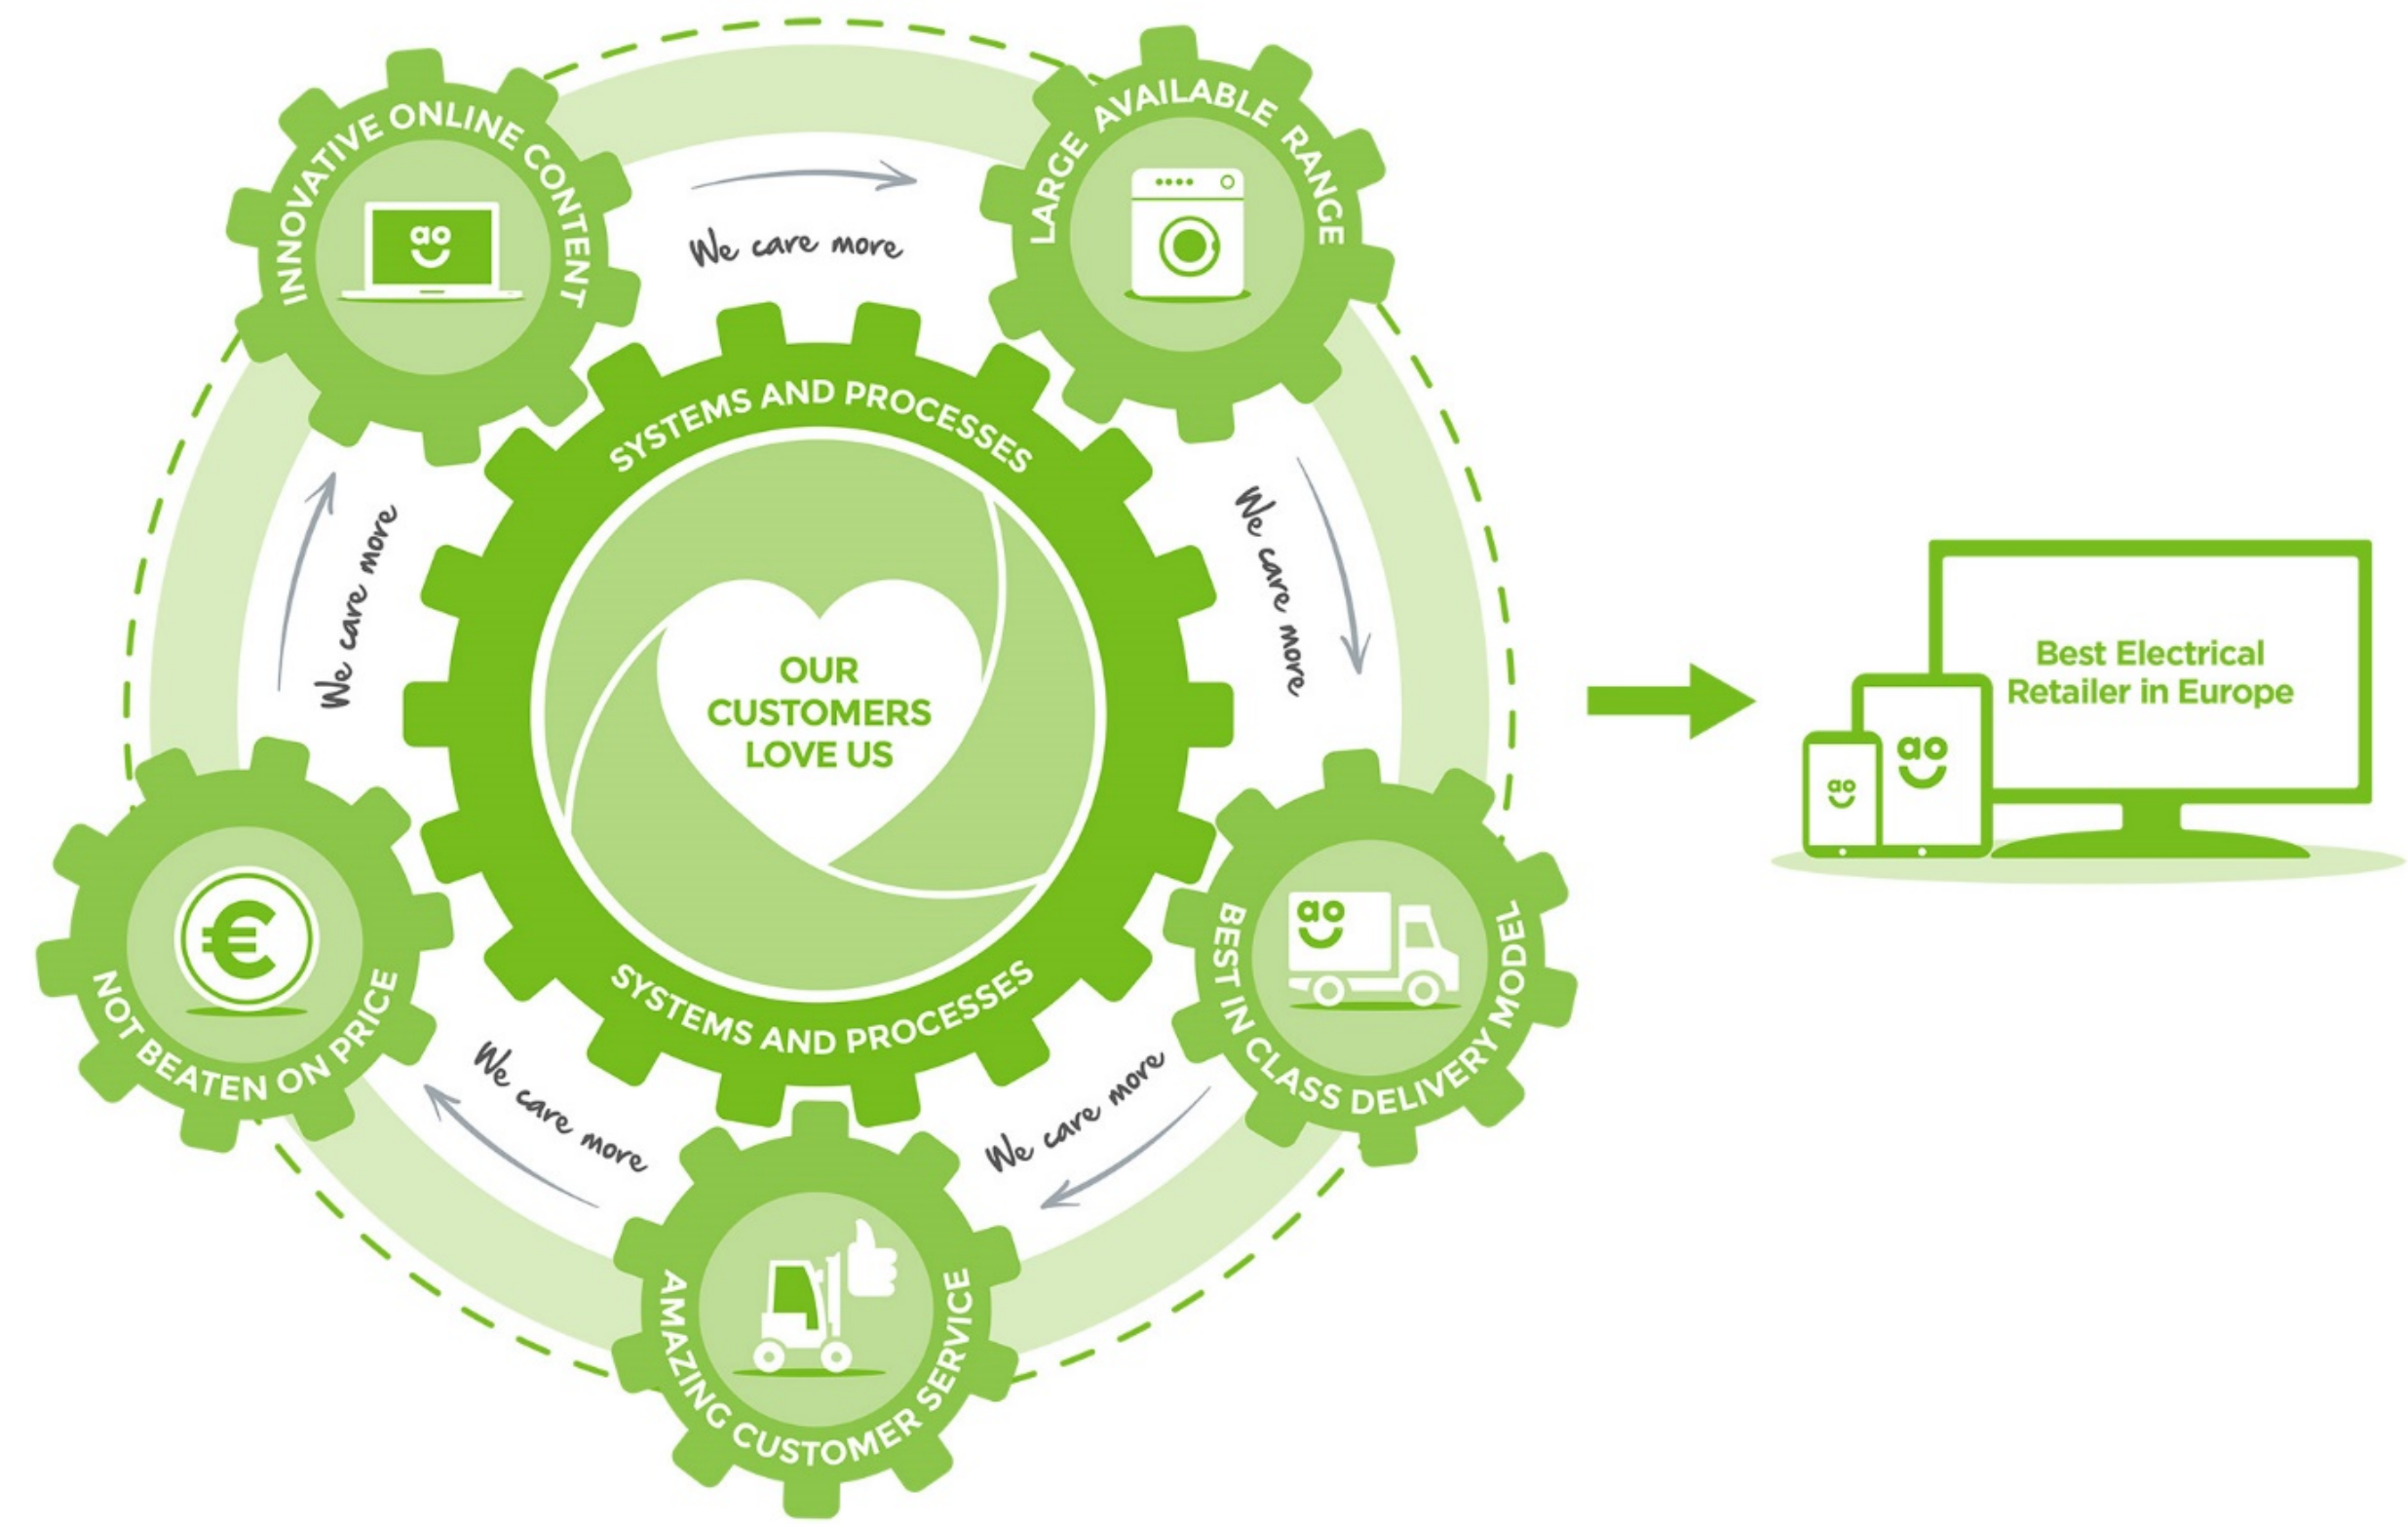 INNOVATIVE ONLINE CONTENT
ao
We care more
LARGE AVAILABLE RANGE
We care more
BEST IN CLASS DELIVERY MODEL
ao
We care more
AMAZING CUSTOMER SERVICE
We care more
NOT BEATEN ON PRICE
€
We care more
SYSTEMS AND PROCESSES
OUR
CUSTOMERS
LOVE US
SYSTEMS AND PROCESSES
Best Electrical
Retailer in Europe
ao
ao